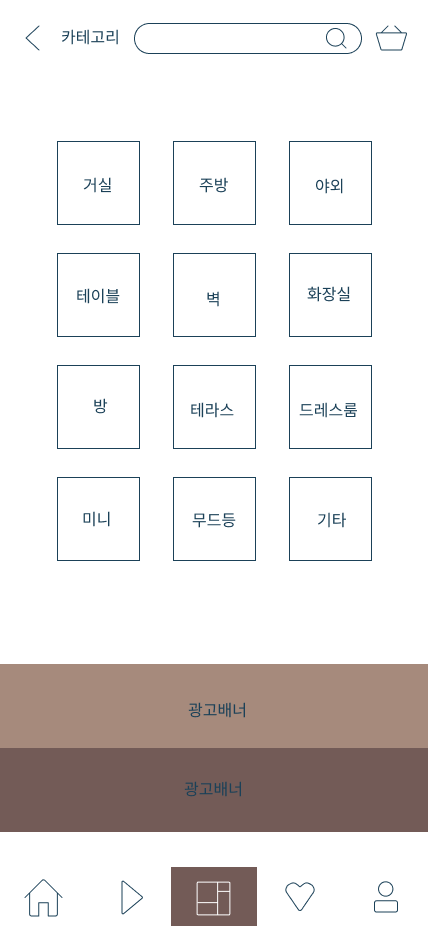 카테고리
거실 주방 야외
테이블 벽 화장실
방 테라스 드레스룸
미니 무드등 기타
광고배너
광고배너